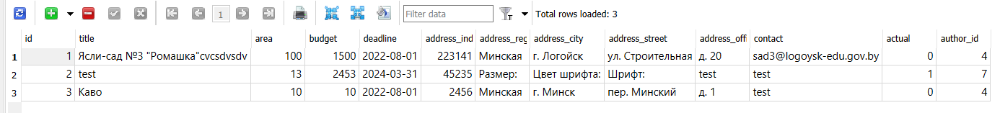 1 Filter data T Total rows loaded: 3
id title area budget deadline address_ind address_reg address_city address_street address_offi contact actual author_id
1 1 Ясли-сад №3 "Ромашка"cvcsdvsdv 100 1500 2022-08-01 223141 Минская г. Логойск ул. Строительная д. 20 sad3@logoysk-edu.gov.by 0 4
2 2 test 13 2453 2024-03-31 45235 Размер: Цвет шрифта: Шрифт: test test 1 7
3 3 Каво 10 10 2022-08-01 2456 Минская г. Минск пер. Минский д. 1 test 0 4